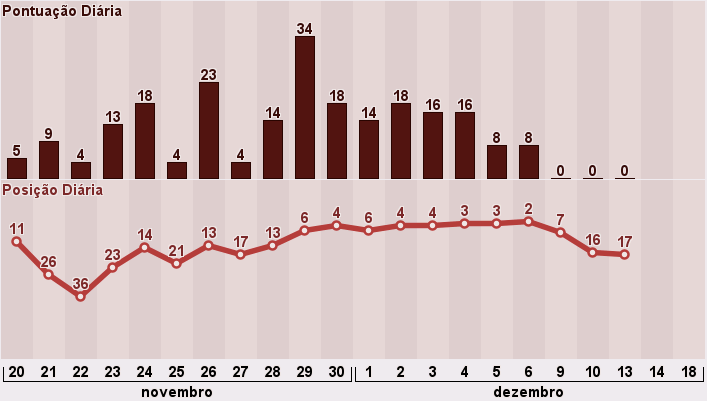 Pontuação Diária
5 9 4 13 18 4 23 4 14 34 18 14 18 16 16 8 8 0 0 0
Posição Diária
11 26 36 23 14 21 13 17 13 6 4 6 4 4 3 3 2 7 16 17
20 21 22 23 24 25 26 27 28 29 30 1 2 3 4 5 6 9 10 13 14 18
novembro dezembro